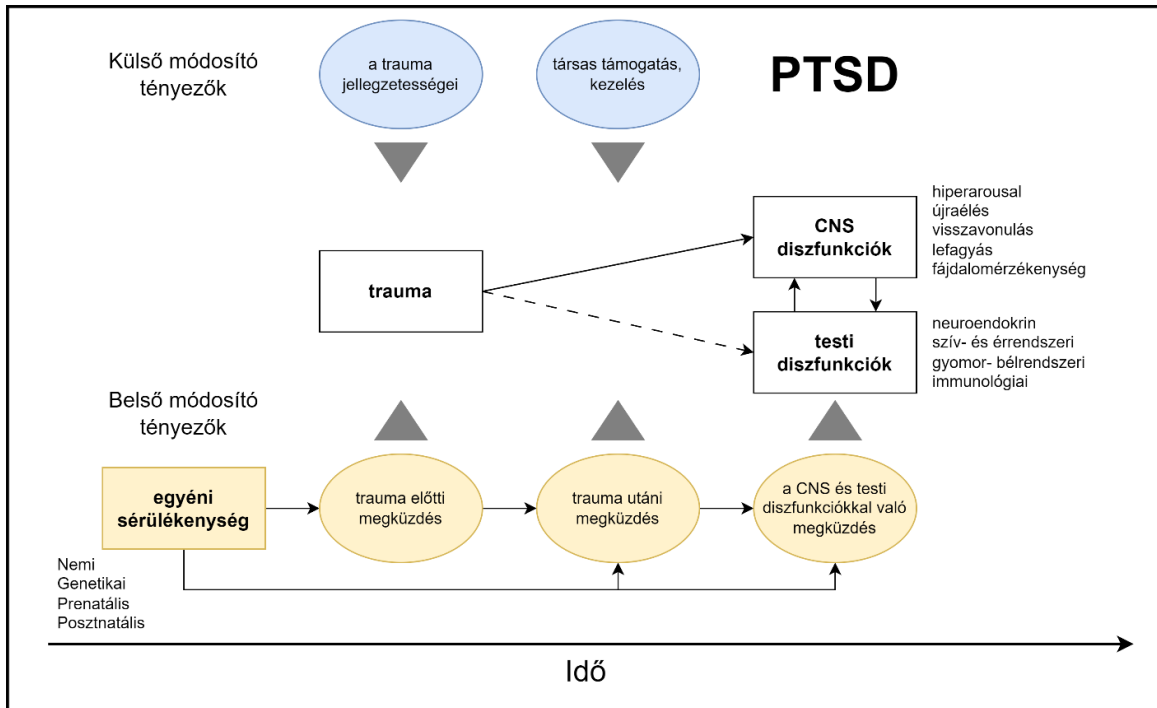 Külső módosító
tényezők
a trauma
jellegzetességei
társas támogatás,
kezelés
PTSD
trauma
CNS
diszfunkciók
hiperarousal
újraélés
visszavonulás
lefagyás
fájdalomérzékenység
testi
diszfunkciók
neuroendokrin
szív- és érrendszeri
gyomor- bélrendszeri
immunológiai
Belső módosító
tényezők
egyéni
sérülékenység
trauma előtti
megküzdés
trauma utáni
megküzdés
a CNS és testi
diszfunkciókkal való
megküzdés
Nemi
Genetikai
Prenatális
Posztnatális
Idő